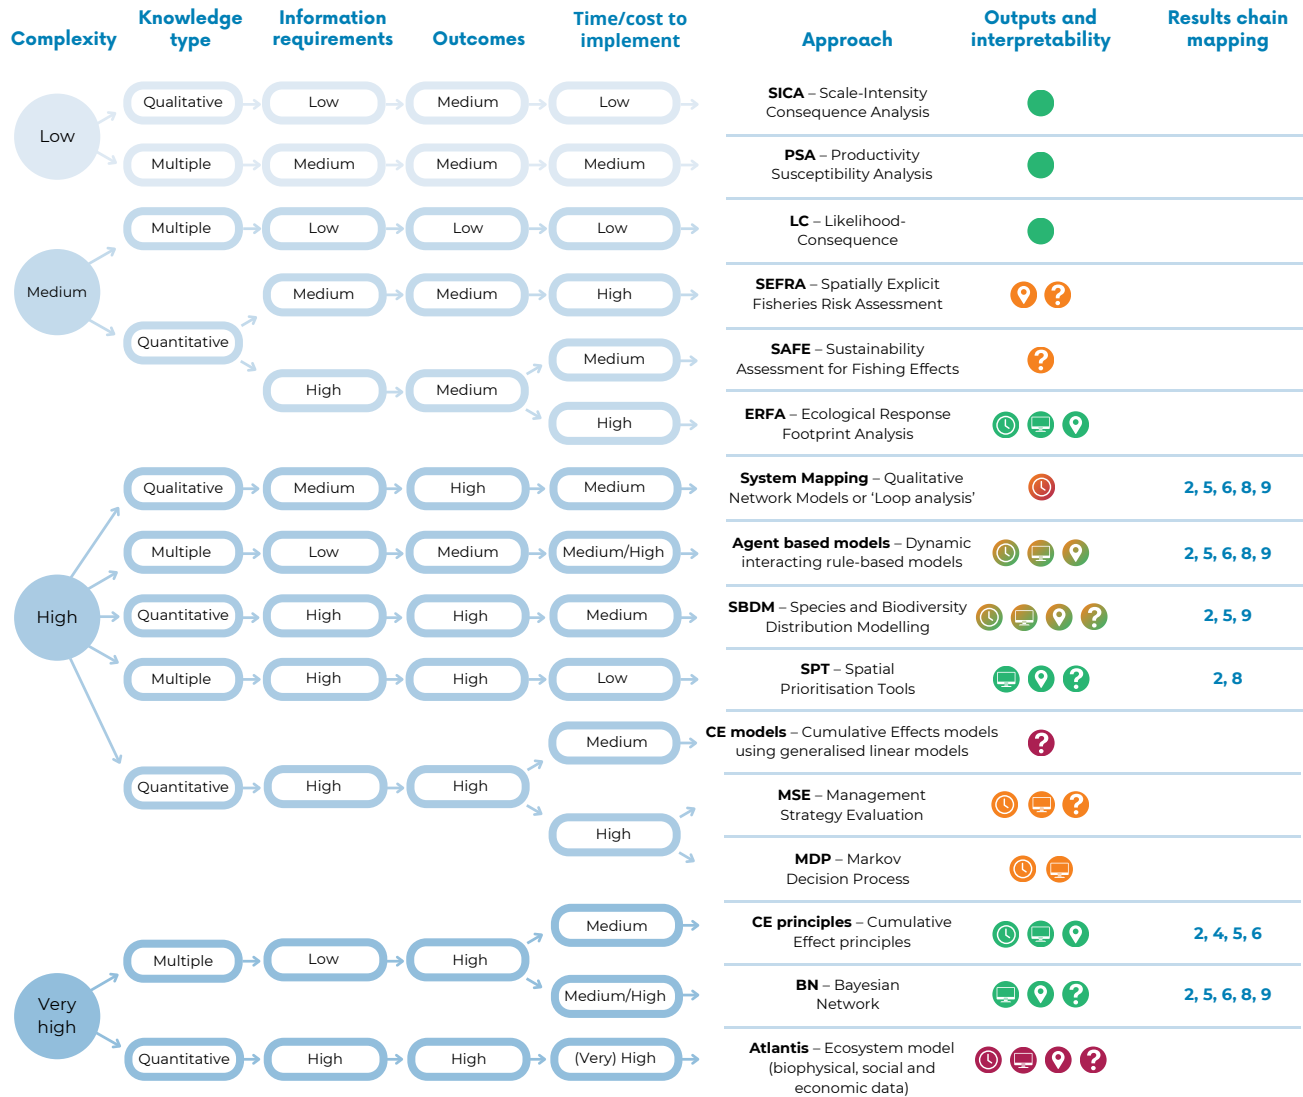 Complexity
Knowledge
type
Information
requirements
Outcomes
Time/cost to
implement
Approach
Outputs and
interpretability
Results chain
mapping
Low
Qualitative
Low
Medium
Low
SICA – Scale-Intensity
Consequence Analysis
Multiple
Medium
Medium
Medium
PSA – Productivity
Susceptibility Analysis
Medium
Multiple
Low
Low
Low
LC – Likelihood-
Consequence
Quantitative
Medium
Medium
High
SEFRA – Spatially Explicit
Fisheries Risk Assessment
?
High
Medium
Medium
SAFE – Sustainability
Assessment for Fishing Effects
?
High
ERFA – Ecological Response
Footprint Analysis
High
Qualitative
Medium
High
Medium
System Mapping – Qualitative
Network Models or ‘Loop analysis’
2, 5, 6, 8, 9
Multiple
Low
Medium
Medium/High
Agent based models – Dynamic
interacting rule-based models
2, 5, 6, 8, 9
Quantitative
High
High
Medium
SBDM – Species and Biodiversity
Distribution Modelling
?
2, 5, 9
Multiple
High
High
Low
SPT – Spatial
Prioritisation Tools
?
2, 8
Quantitative
High
High
Medium
CE models – Cumulative Effects models
using generalised linear models
?
High
MSE – Management
Strategy Evaluation
?
MDP – Markov
Decision Process
Very
high
Multiple
Low
High
Medium
CE principles – Cumulative
Effect principles
2, 4, 5, 6
Medium/High
BN – Bayesian
Network
?
2, 5, 6, 8, 9
Quantitative
High
High
(Very) High
Atlantis – Ecosystem model
(biophysical, social and
economic data)
?